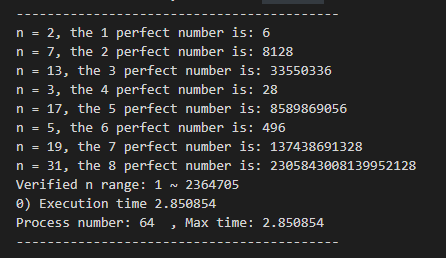 ----------------------------------------
n = 2, the 1 perfect number is: 6
n = 7, the 2 perfect number is: 8128
n = 13, the 3 perfect number is: 33550336
n = 3, the 4 perfect number is: 28
n = 17, the 5 perfect number is: 8589869056
n = 5, the 6 perfect number is: 496
n = 19, the 7 perfect number is: 137438691328
n = 31, the 8 perfect number is: 2305843008139952128
Verified n range: 1 ~ 2364705
0) Execution time 2.850854
Process number: 64  , Max time: 2.850854
----------------------------------------